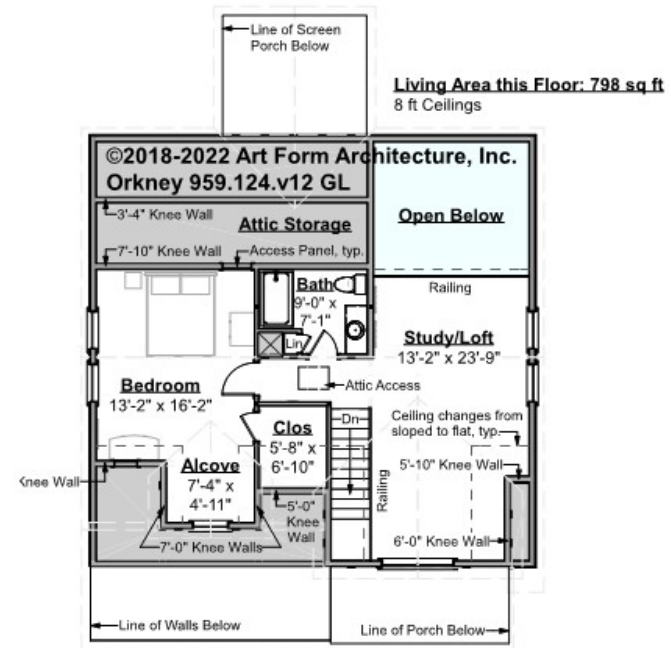 Line of Screen
Porch Below
Living Area this Floor: 798 sq ft
8 ft Ceilings
©2018-2022 Art Form Architecture, Inc.
Orkney 959.124.v12 GL
3'-4" Knee Wall
Attic Storage
Open Below
7'-10" Knee Wall
Access Panel, typ.
Bath
9'-0" x
7'-1"
Railing
Lin
Study/Loft
13'-2" x 23'-9"
Bedroom
13'-2" x 16'-2"
Attic Access
Clos
5'-8" x
6'-10"
Dn
Ceiling changes from
sloped to flat, typ.
Alcove
7'-4" x
4'-11"
5'-10" Knee Wall
Knee Wall
Railing
5'-0"
Knee
Wall
7'-0" Knee Walls
6'-0" Knee Wall
Line of Walls Below
Line of Porch Below